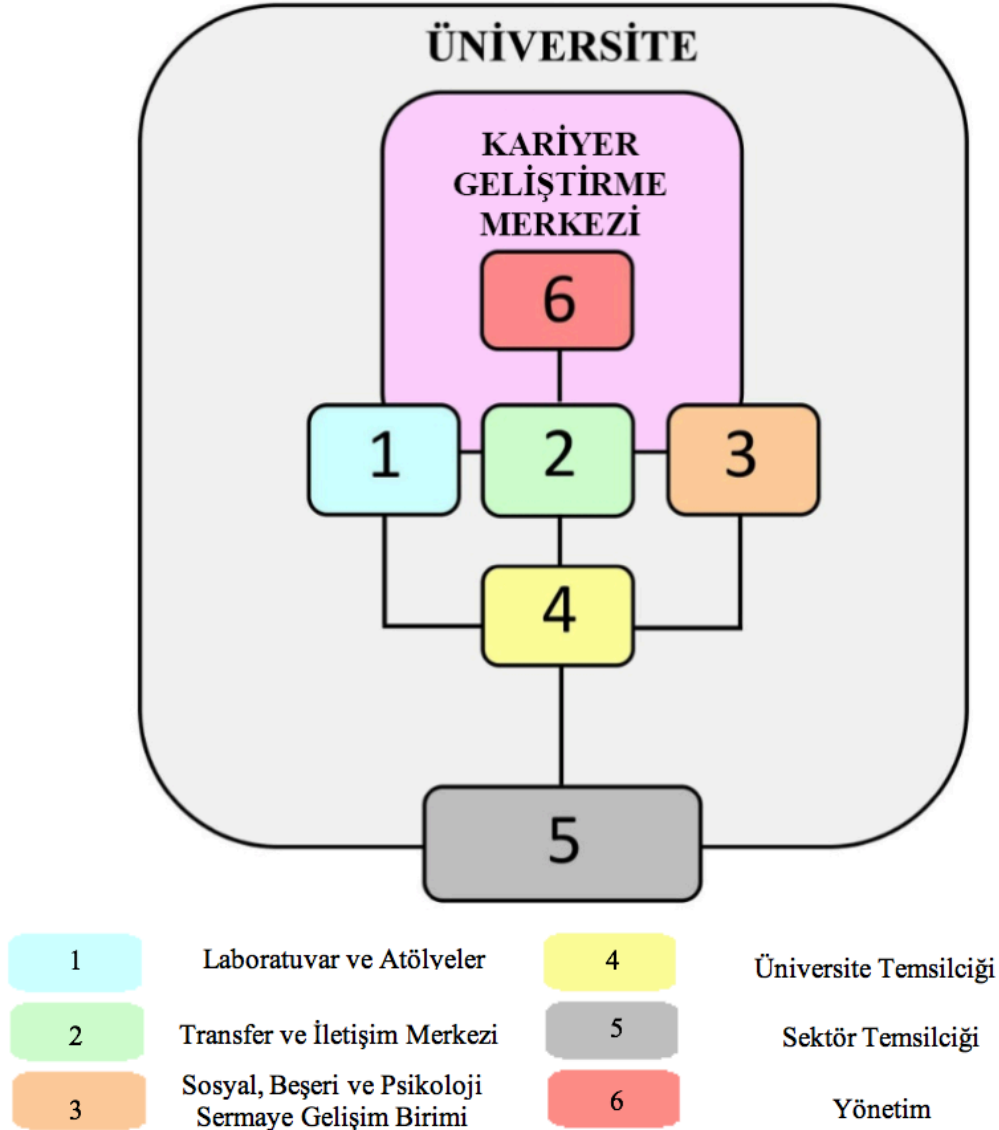 ÜNİVERSİTE
KARİYER
GELİŞTİRME
MERKEZİ
6
1
2
3
4
5
1 Laboratuvar ve Atölveler
4 Üniversite Temsilciği
2 Transfer ve İletişim Merkezi
5 Sektör Temsilciği
3 Sosyal, Beşeri ve Psikoloji
Sermaye Gelişim Birimi
6 Yönetim